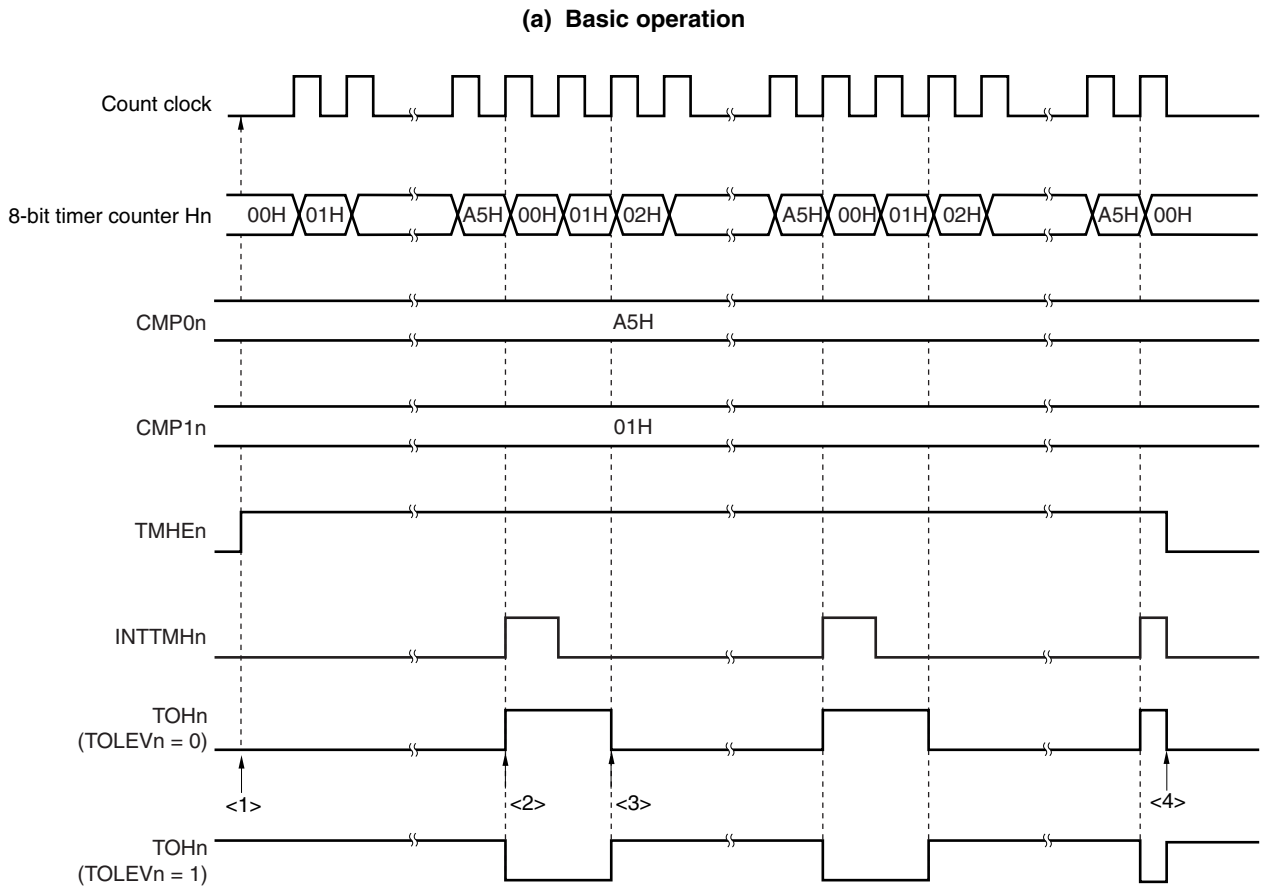 (a) Basic operation
Count clock
8-bit timer counter Hn
00H 01H A5H 00H 01H 02H A5H 00H 01H 02H A5H 00H
CMP0n
A5H
CMP1n
01H
TMHEn
INTTMHn
TOHn
(TOLEVn = 0)
<1> <2> <3> <4>
TOHn
(TOLEVn = 1)